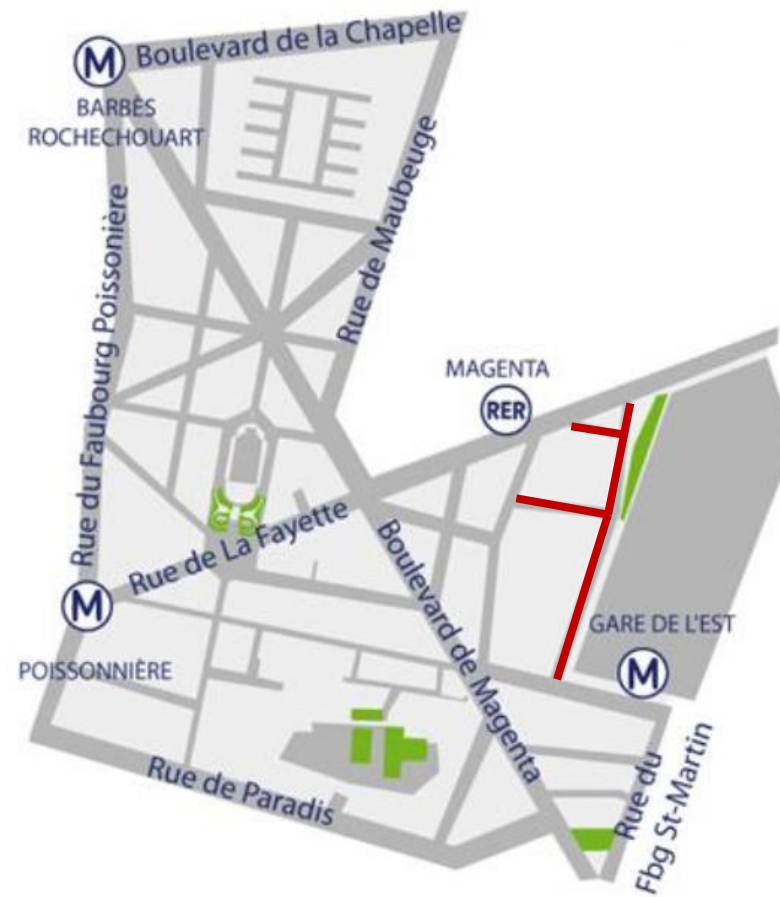 Boulevard de la Chapelle
M
BARBÈS
ROCHECHOUART
Rue de Maubeuge
Rue du Faubourg Poissonière
MAGENTA
RER
Rue de La Fayette
Boulevard de Magenta
M
POISSONNIÈRE
GARE DE L'EST
M
Rue de Paradis
Rue du
Fbg St-Martin